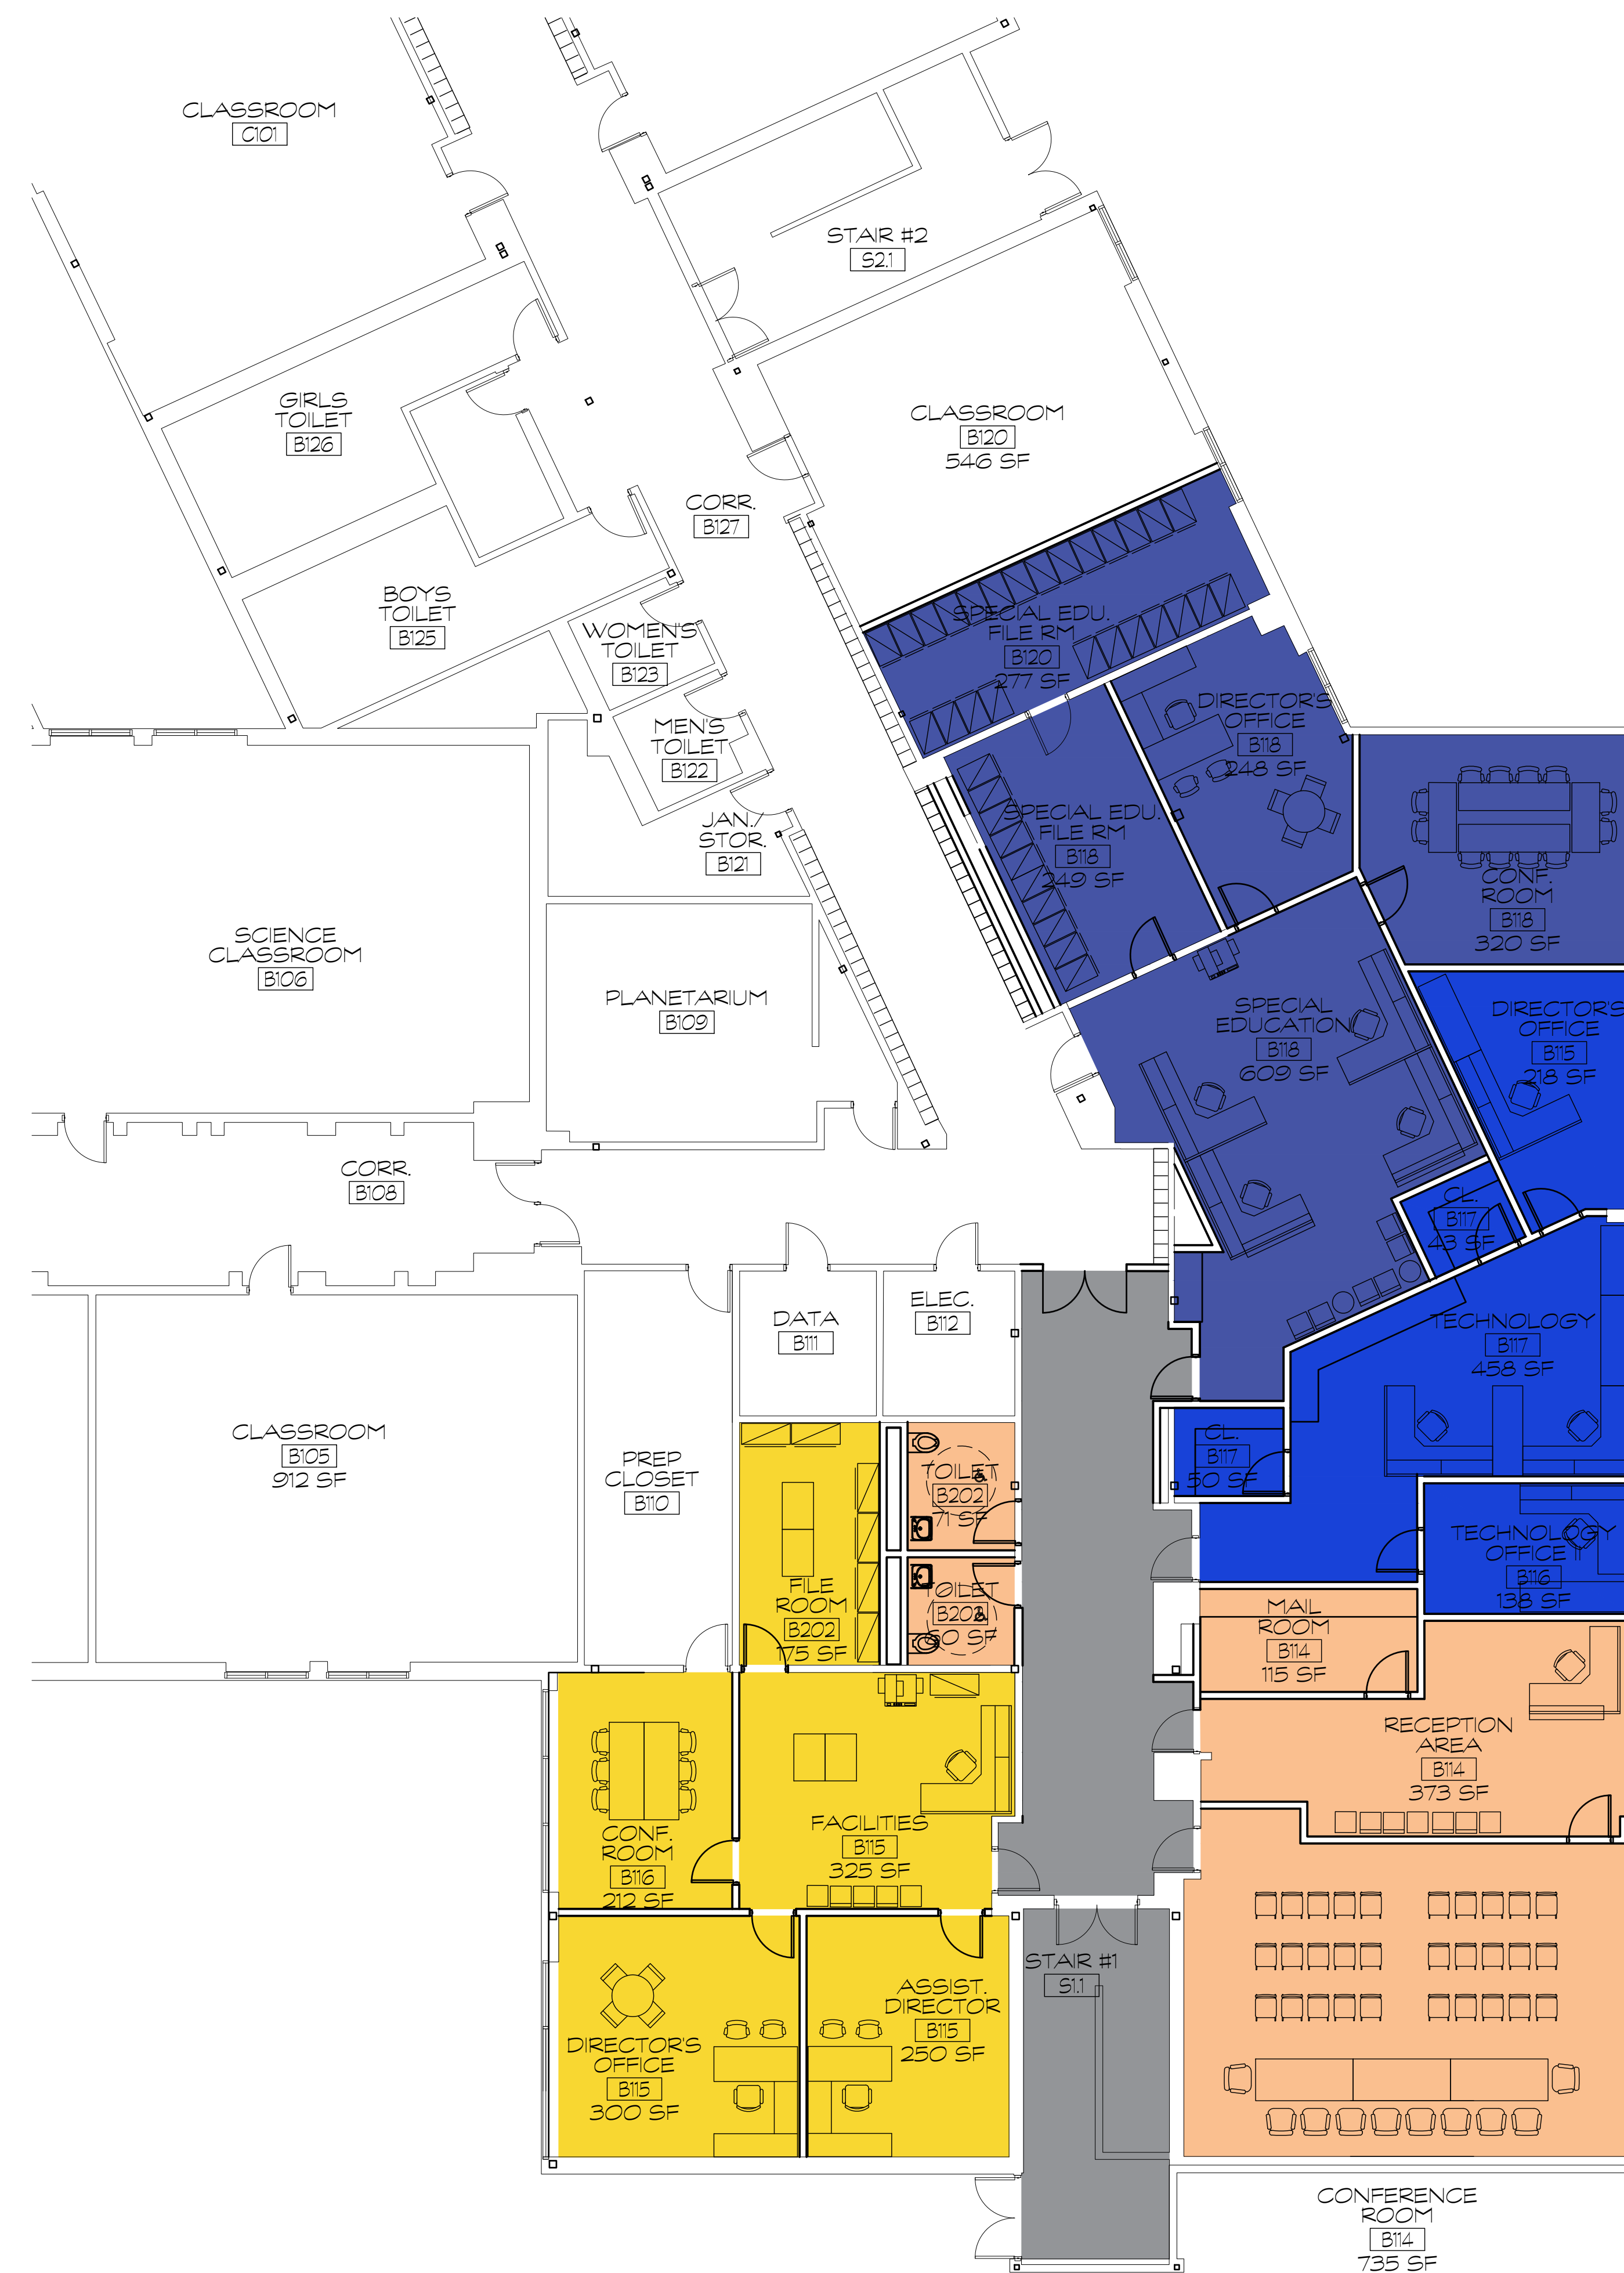 CLASSROOM
C101
STAIR #2
S2.1
GIRLS
TOILET
B126
CLASSROOM
B120
546 SF
CORR.
B127
BOYS
TOILET
B125
WOMEN'S
TOILET
B123
SPECIAL EDU.
FILE RM
B120
277 SF
MEN'S
TOILET
B122
DIRECTOR'S
OFFICE
B118
248 SF
JAN./
STOR.
B121
SPECIAL EDU.
FILE RM
B118
249 SF
CONF.
ROOM
B118
320 SF
SCIENCE
CLASSROOM
B106
PLANETARIUM
B109
SPECIAL
EDUCATION
B118
609 SF
DIRECTOR'S
OFFICE
B115
218 SF
CORR.
B108
CL.
B117
43 SF
DATA
B111
ELEC.
B112
TECHNOLOGY
B117
458 SF
CLASSROOM
B105
912 SF
PREP
CLOSET
B110
TOILET
B202
71 SF
CL.
B117
50 SF
TECHNOLOGY
OFFICE II
B116
138 SF
FILE
ROOM
B202
175 SF
TOILET
B202
60 SF
MAIL
ROOM
B114
115 SF
RECEPTION
AREA
B114
373 SF
CONF.
ROOM
B116
212 SF
FACILITIES
B115
325 SF
STAIR #1
S1.1
DIRECTOR'S
OFFICE
B115
300 SF
ASSIST.
DIRECTOR
B115
250 SF
CONFERENCE
ROOM
B114
735 SF